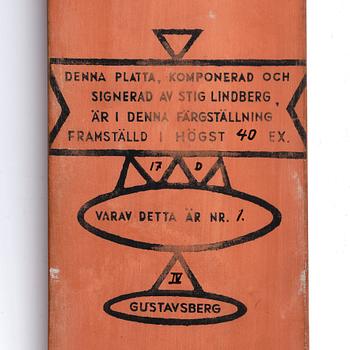 DENNA PLATTA, KOMPONERAD OCH
SIGNERAD AV STIG LINDBERG,
ÄR I DENNA FÄRGSTÄLLNING
FRAMSTÄLLD I HÖGST 40 EX.
17 D
VARAV DETTA ÄR NR. 1.
IV
GUSTAVSBERG